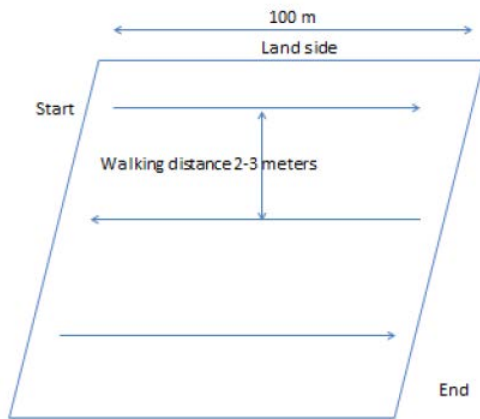 100 m
Land side
Start
Walking distance 2-3 meters
End